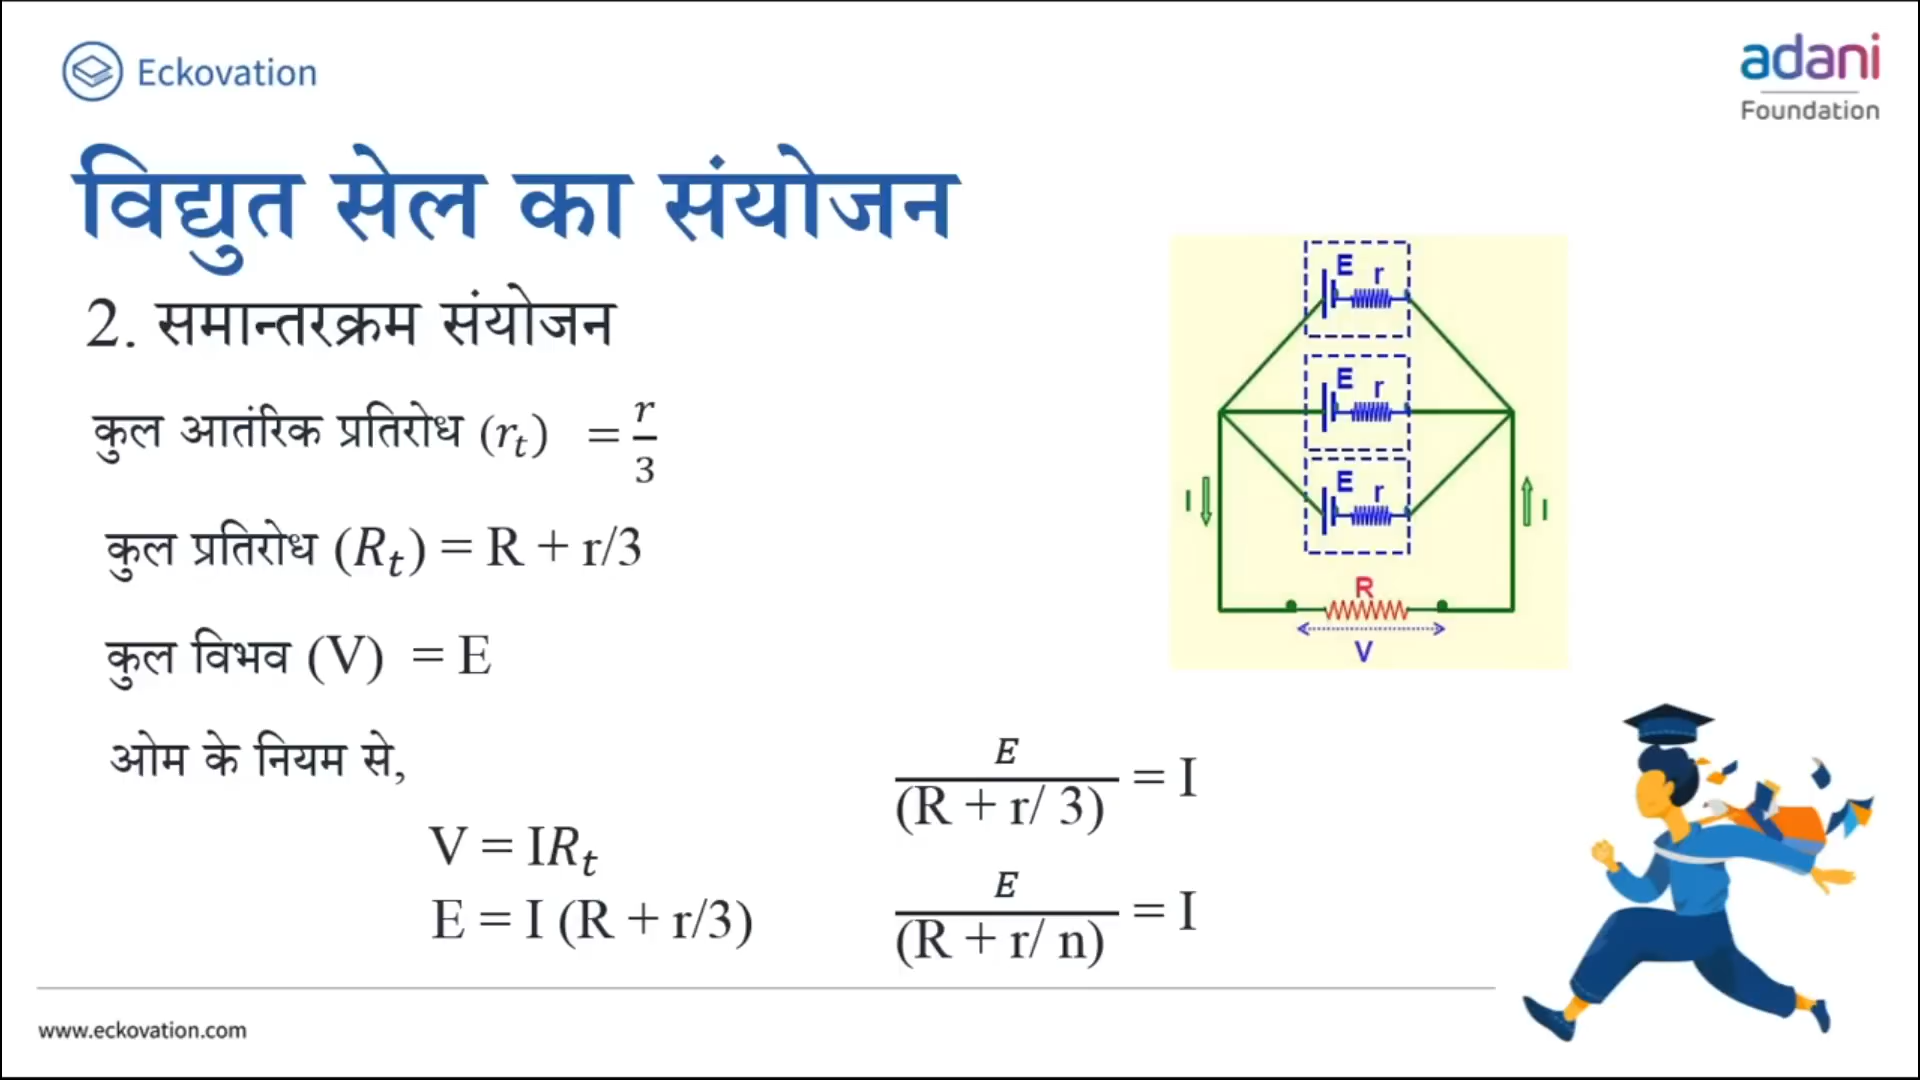 Eckovation
adani
Foundation
विद्युत सेल का संयोजन
2. समान्तरक्रम संयोजन
कुल आतंरिक प्रतिरोध (r_t) = r/3
कुल प्रतिरोध (R_t) = R + r/3
कुल विभव (V) = E
ओम के नियम से,
V = IR_t
E = I (R + r/3)
E/(R + r/ 3) = I
E/(R + r/ n) = I
E r
E r
E r
I
I
R
V
www.eckovation.com